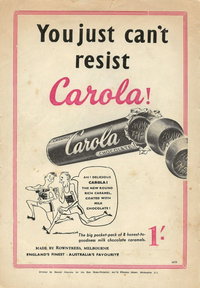 You just can't
resist
Carola!
Carola
AH! DELICIOUS
CAROLA!
THE NEW ROUND
RICH CARAMEL,
COATED WITH
MILK
CHOCOLATE!
The big pocket-pack of 8 honest-to-
goodness milk chocolate caramels.
1'-
MADE BY ROWNTREES, MELBOURNE
ENGLAND'S FINEST - AUSTRALIA'S FAVOURITE